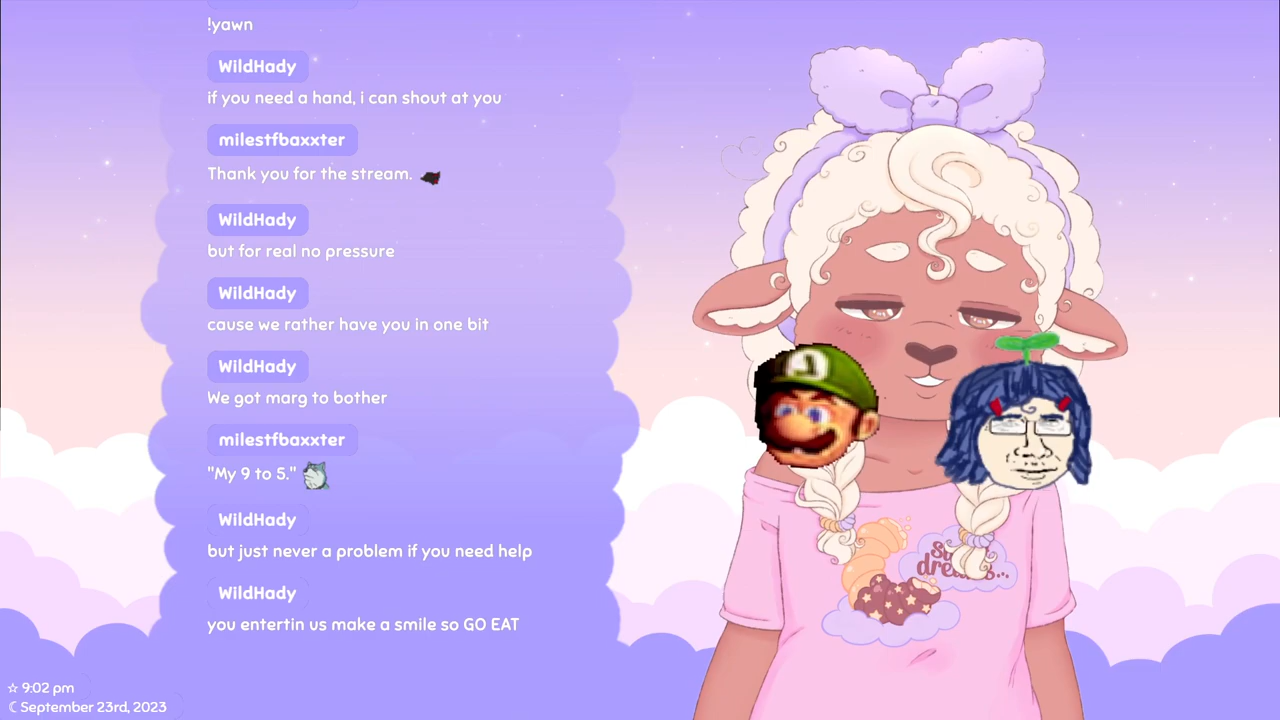 !yawn
WildHady
if you need a hand, i can shout at you
milestfbaxxter
Thank you for the stream.
WildHady
but for real no pressure
WildHady
cause we rather have you in one bit
WildHady
We got marg to bother
milestfbaxxter
"My 9 to 5."
WildHady
but just never a problem if you need help
WildHady
you entertin us make a smile so GO EAT
☆ 9:02 pm
☾ September 23rd, 2023